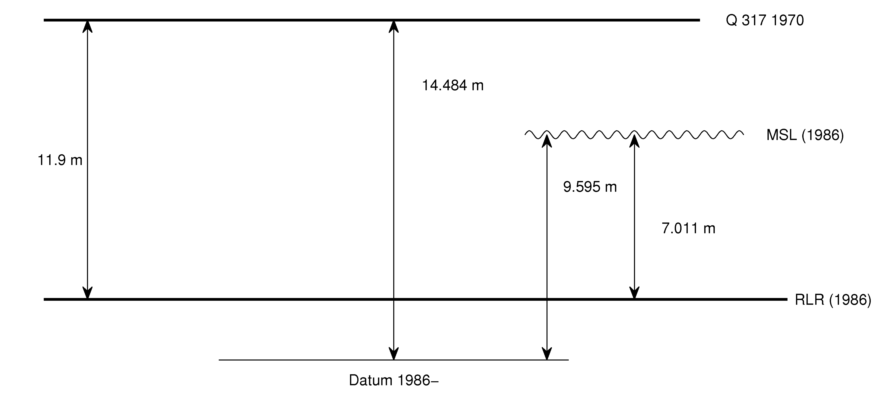 Q 317 1970
14.484 m
MSL (1986)
11.9 m
9.595 m
7.011 m
RLR (1986)
Datum 1986–